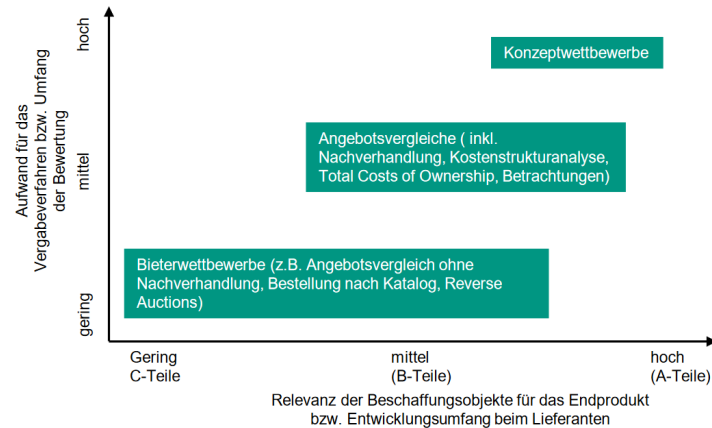 Aufwand für das
Vergabeverfahren bzw. Umfang
der Bewertung
hoch
mittel
gering
Konzeptwettbewerbe
Angebotsvergleiche ( inkl.
Nachverhandlung, Kostenstrukturanalyse,
Total Costs of Ownership, Betrachtungen)
Bieterwettbewerbe (z.B. Angebotsvergleich ohne
Nachverhandlung, Bestellung nach Katalog, Reverse
Auctions)
Gering
C-Teile
mittel
(B-Teile)
hoch
(A-Teile)
Relevanz der Beschaffungsobjekte für das Endprodukt
bzw. Entwicklungsumfang beim Lieferanten